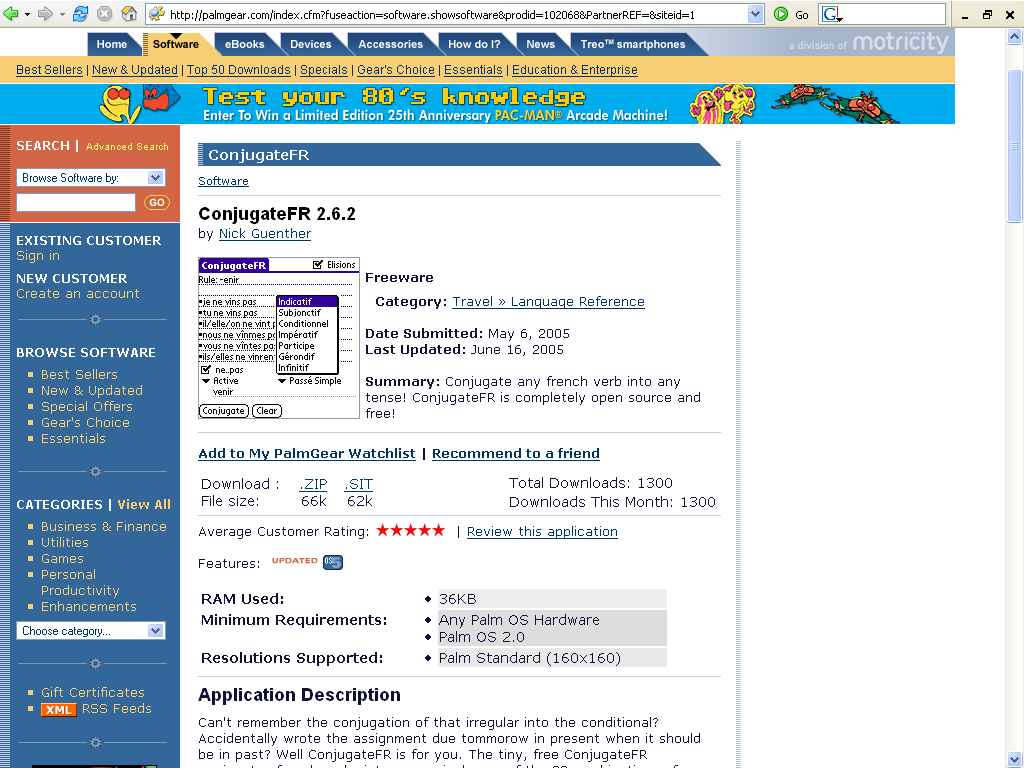 http://palmgear.com/index.cfm?fuseaction=software.showsoftware&prodid=102068&PartnerREF=&siteid=1
Go
G
Home
Software
eBooks
Devices
Accessories
How do I?
News
Treo™ smartphones
a division of motricity
Best Sellers | New & Updated | Top 50 Downloads | Specials | Gear's Choice | Essentials | Education & Enterprise
Test your 80's knowledge
Enter To Win a Limited Edition 25th Anniversary PAC-MAN® Arcade Machine!
SEARCH | Advanced Search
Browse Software by:
GO
EXISTING CUSTOMER
Sign in
NEW CUSTOMER
Create an account
BROWSE SOFTWARE
Best Sellers
New & Updated
Special Offers
Gear's Choice
Essentials
CATEGORIES | View All
Business & Finance
Utilities
Games
Personal
Productivity
Enhancements
Choose category...
Gift Certificates
XML RSS Feeds
ConjugateFR
Software
ConjugateFR 2.6.2
by Nick Guenther
ConjugateFR
Elisions
Rule: -enir
je ne vins pas
tu ne vins pas
il/elle/on ne vint p
nous ne vînmes p
vous ne vîntes pa
ils/elles ne vinren
Indicatif
Subjonctif
Conditionnel
Impératif
Participe
Gérondif
Infinitif
ne..pas
Active
Passé Simple
venir
Conjugate
Clear
Freeware
Category: Travel » Language Reference
Date Submitted: May 6, 2005
Last Updated: June 16, 2005
Summary: Conjugate any french verb into any
tense! ConjugateFR is completely open source and
free!
Add to My PalmGear Watchlist | Recommend to a friend
Download : .ZIP .SIT
File size: 66k 62k
Total Downloads: 1300
Downloads This Month: 1300
Average Customer Rating: ★★★★★ | Review this application
Features: UPDATED OS5
RAM Used: • 36KB
Minimum Requirements: • Any Palm OS Hardware
• Palm OS 2.0
Resolutions Supported: • Palm Standard (160x160)
Application Description
Can't remember the conjugation of that irregular into the conditional?
Accidentally wrote the assignment due tommorow in present when it should
be in past? Well ConjugateFR is for you. The tiny, free ConjugateFR